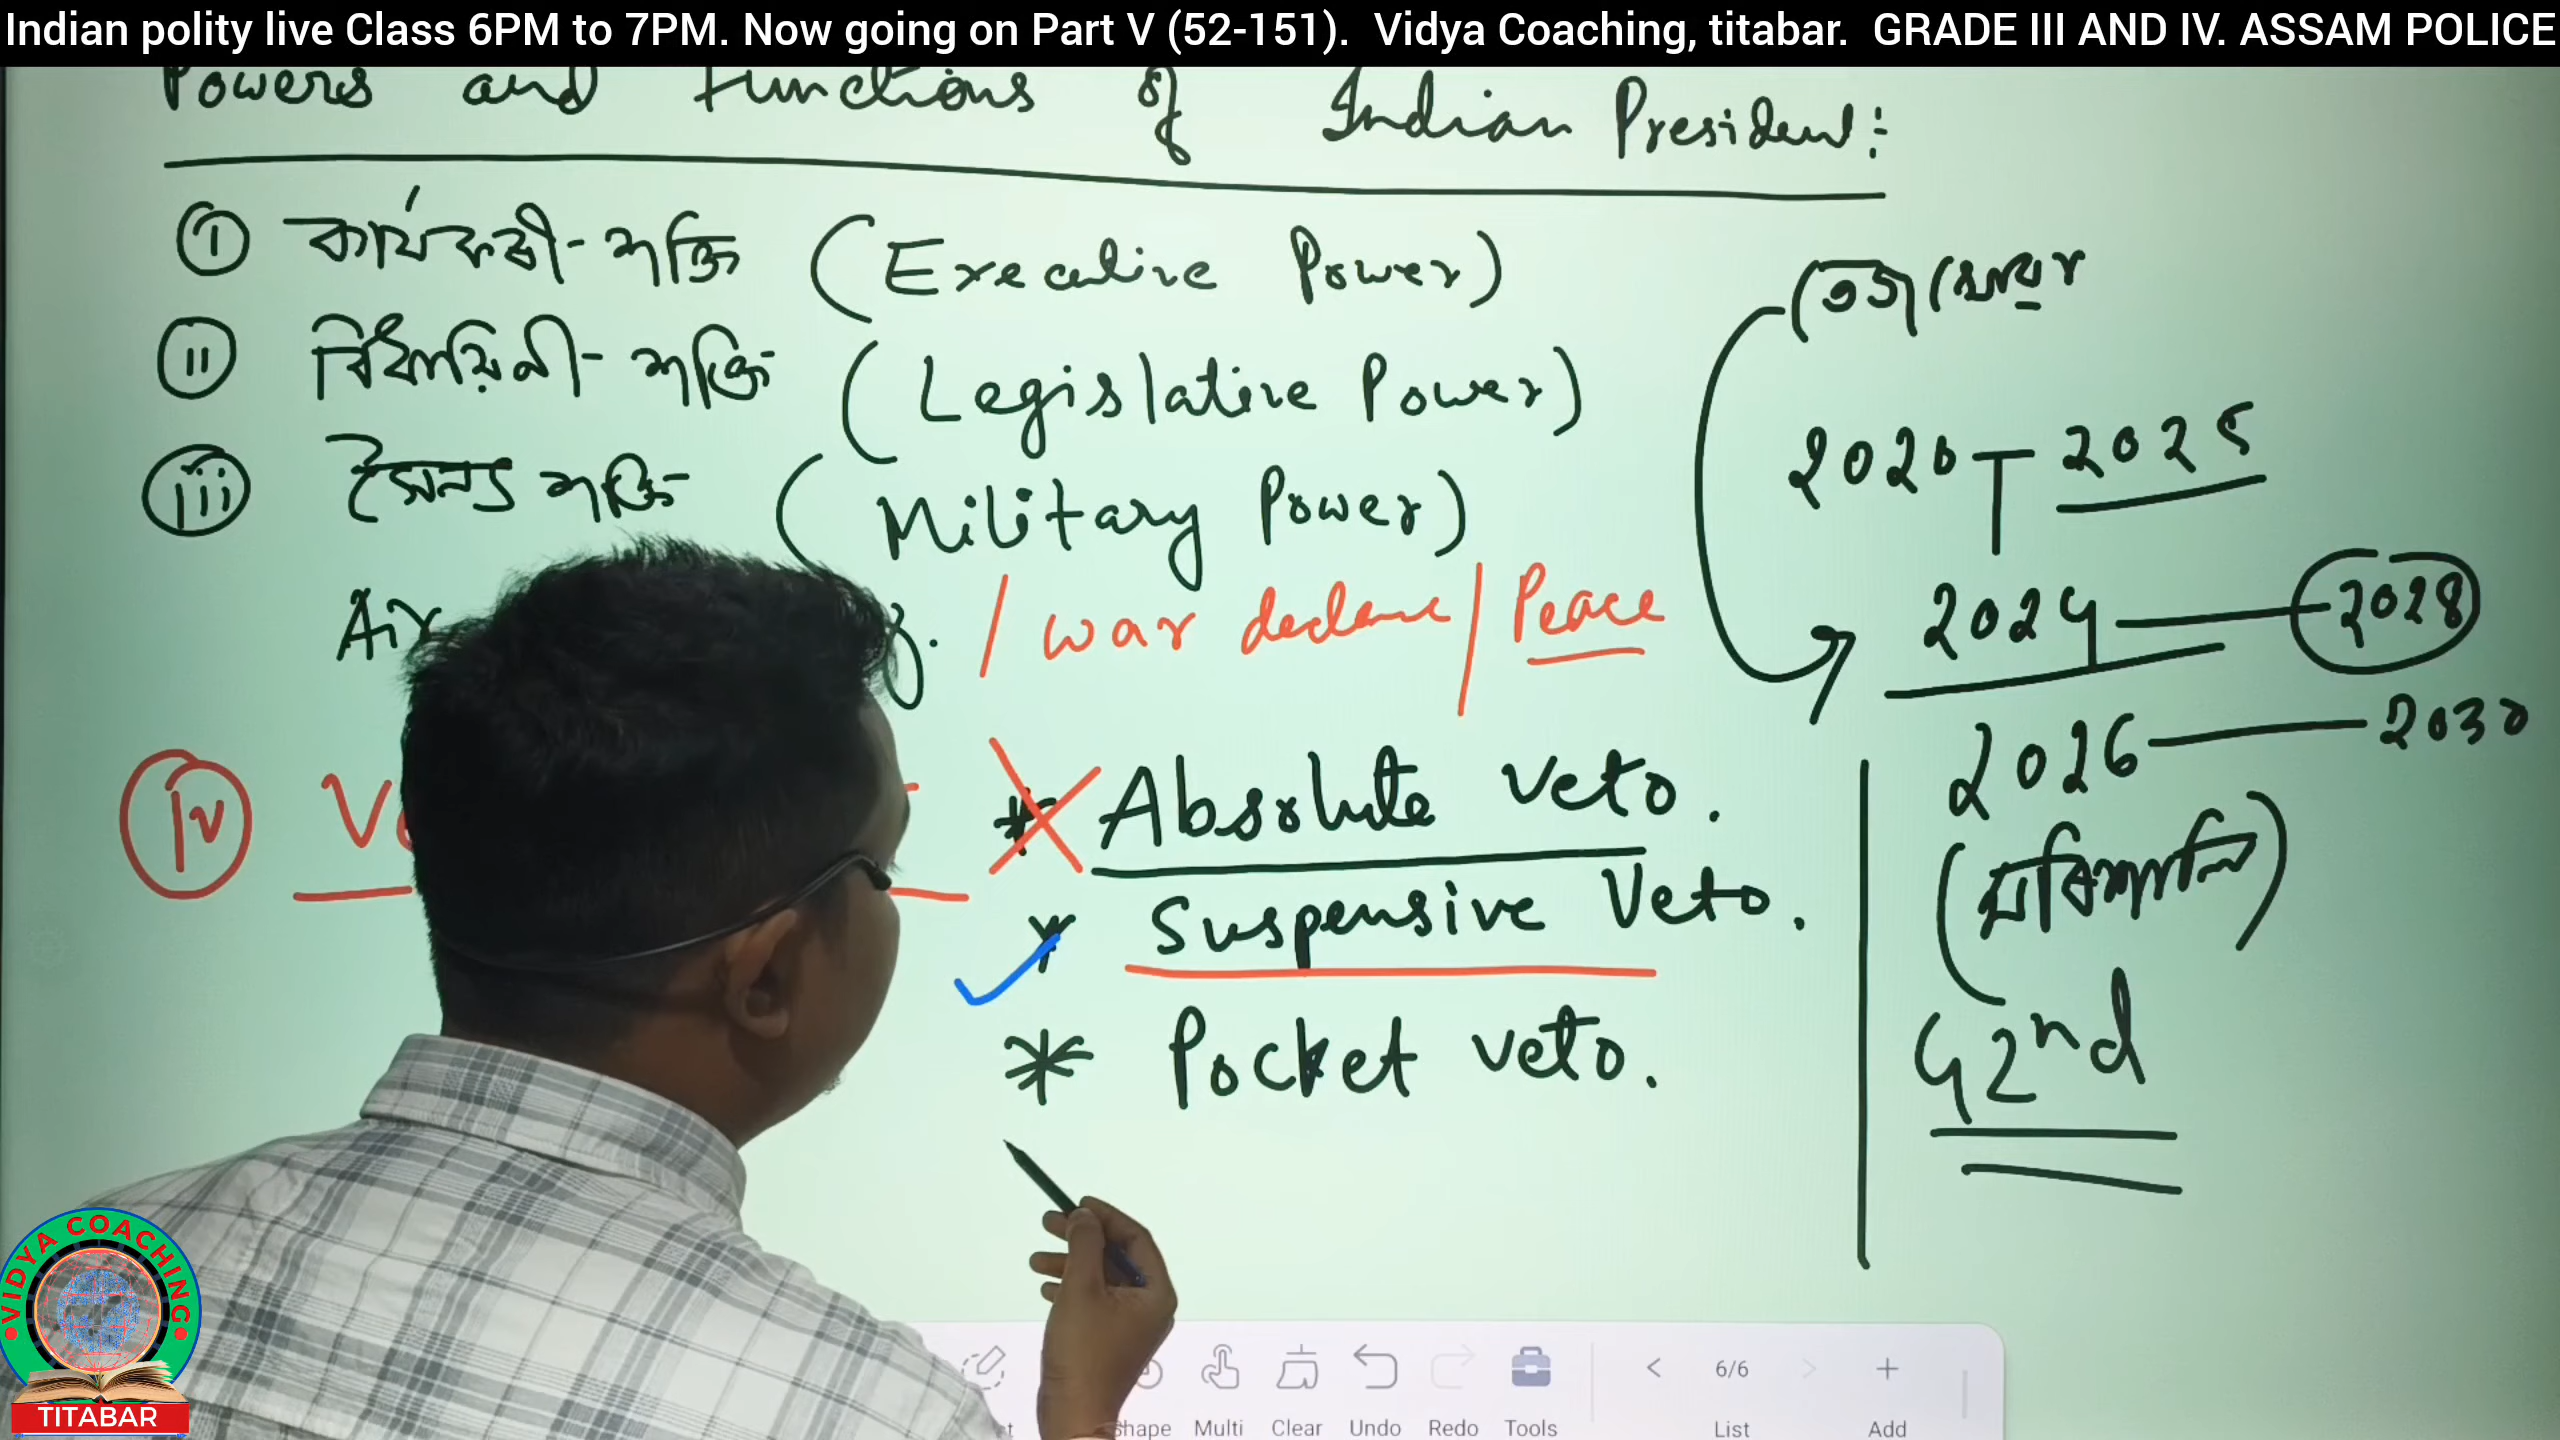 Indian polity live Class 6PM to 7PM. Now going on Part V (52-151). Vidya Coaching, titabar. GRADE III AND IV. ASSAM POLICE
Powers and functions of Indian President:
i কাৰ্যকৰী-শক্তি (Executive Power)
ii বিধায়িনী-শক্তি (Legislative Power)
iii সৈন্য শক্তি (Military Power)
Air / war declare / Peace
iv
* Absolute veto.
* Suspensive Veto.
* Pocket veto.
2020 2025
2024 2028
2026 2030
42nd
VIDYA COACHING
TITABAR
Shape Multi Clear Undo Redo Tools
6/6
List
Add